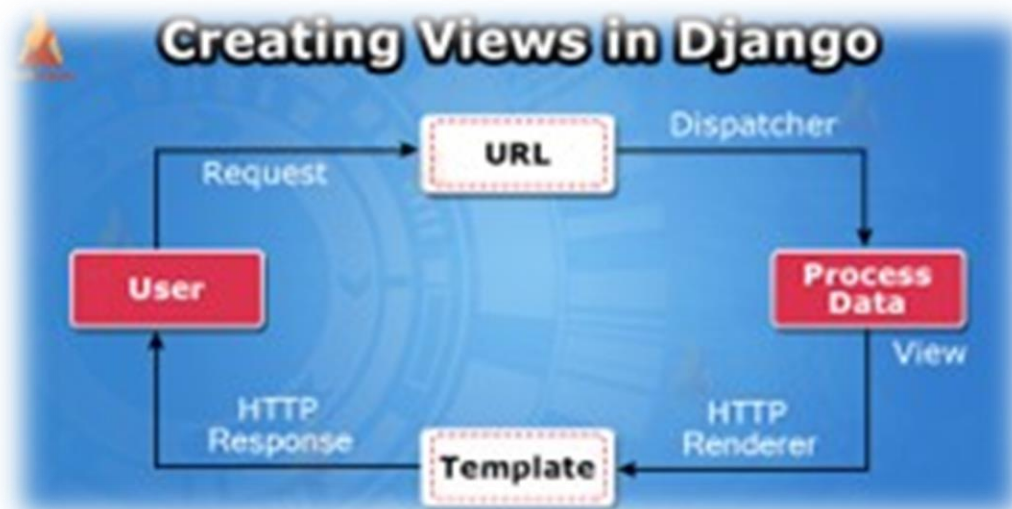 Creating Views in Django
URL
Dispatcher
Request
User
Process
Data
View
HTTP
Response
HTTP
Renderer
Template